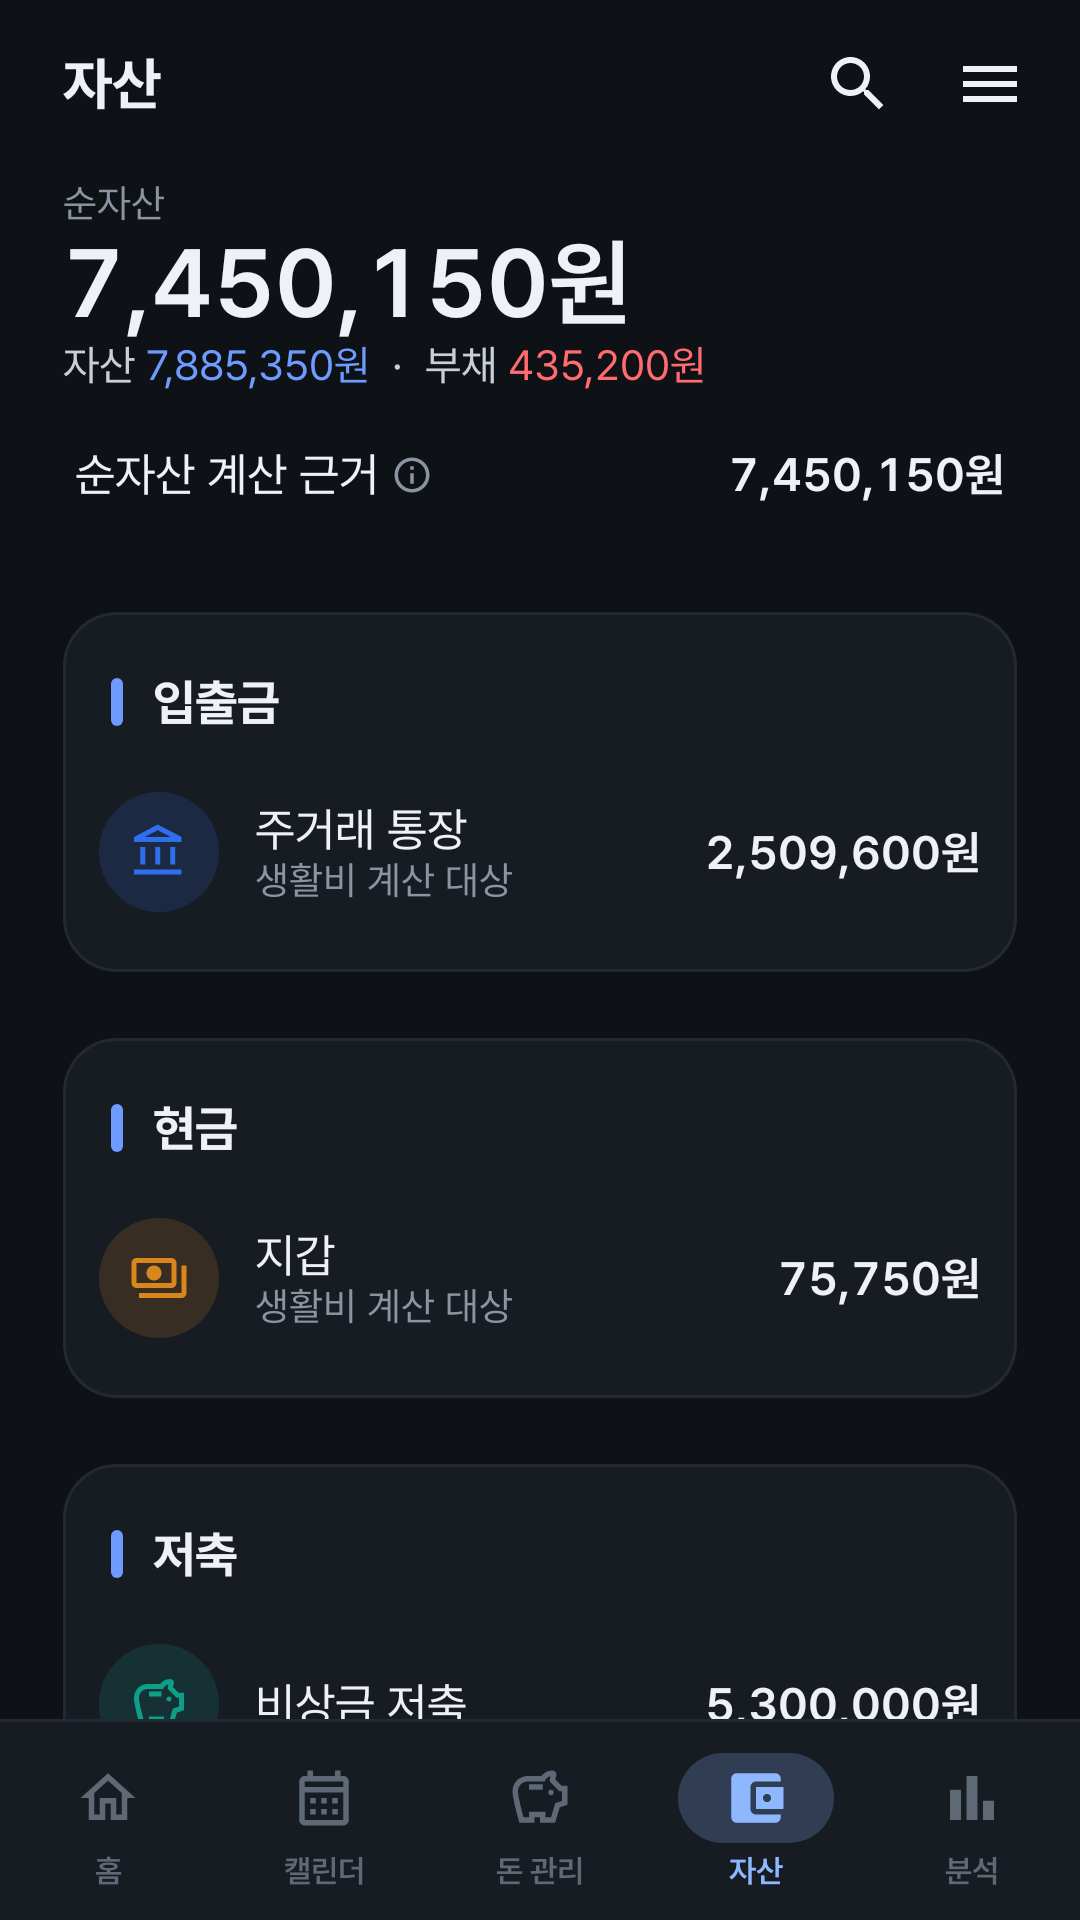 자산
순자산
7,450,150원
자산 7,885,350원 · 부채 435,200원
순자산 계산 근거 7,450,150원
입출금
주거래 통장
생활비 계산 대상
2,509,600원
현금
지갑
생활비 계산 대상
75,750원
저축
비상금 저축 5,300,000원
홈 캘린더 돈 관리 자산 분석